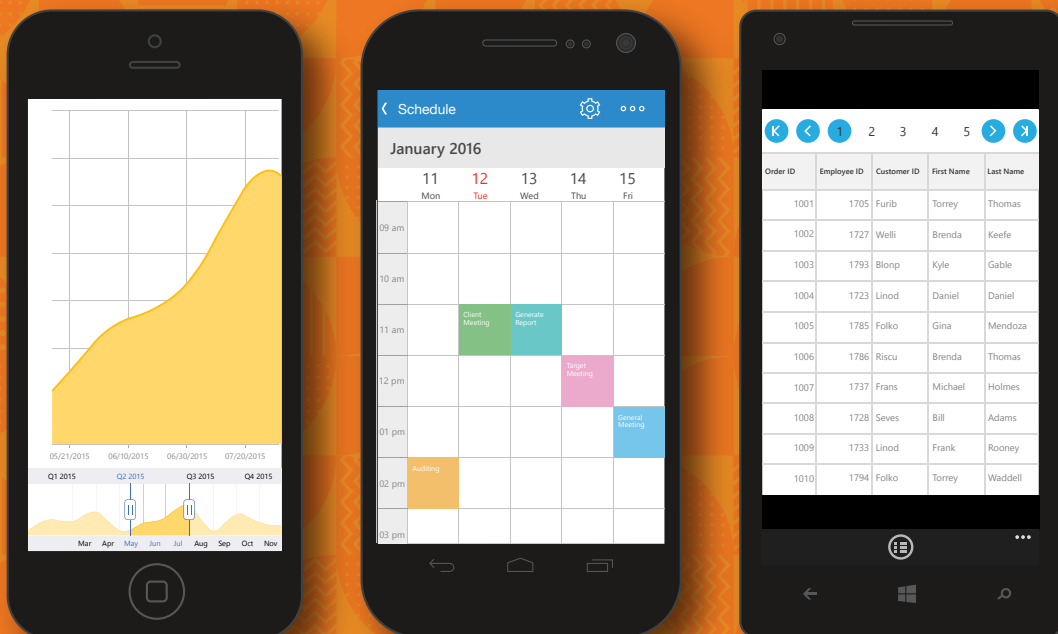 05/21/2015 06/10/2015 06/30/2015 07/20/2015
Q1 2015 Q2 2015 Q3 2015 Q4 2015
Mar Apr May Jun Jul Aug Sep Oct Nov
Schedule
January 2016
11 12 13 14 15
Mon Tue Wed Thu Fri
09 am
10 am
11 am
Client
Meeting
Generate
Report
12 pm
Target
Meeting
01 pm
General
Meeting
02 pm
Auditing
03 pm
1 2 3 4 5
Order ID Employee ID Customer ID First Name Last Name
1001 1705 Furib Torrey Thomas
1002 1727 Welli Brenda Keefe
1003 1793 Blonp Kyle Gable
1004 1723 Linod Daniel Daniel
1005 1785 Folko Gina Mendoza
1006 1786 Riscu Brenda Thomas
1007 1737 Frans Michael Holmes
1008 1728 Seves Bill Adams
1009 1733 Linod Frank Rooney
1010 1794 Folko Torrey Waddell